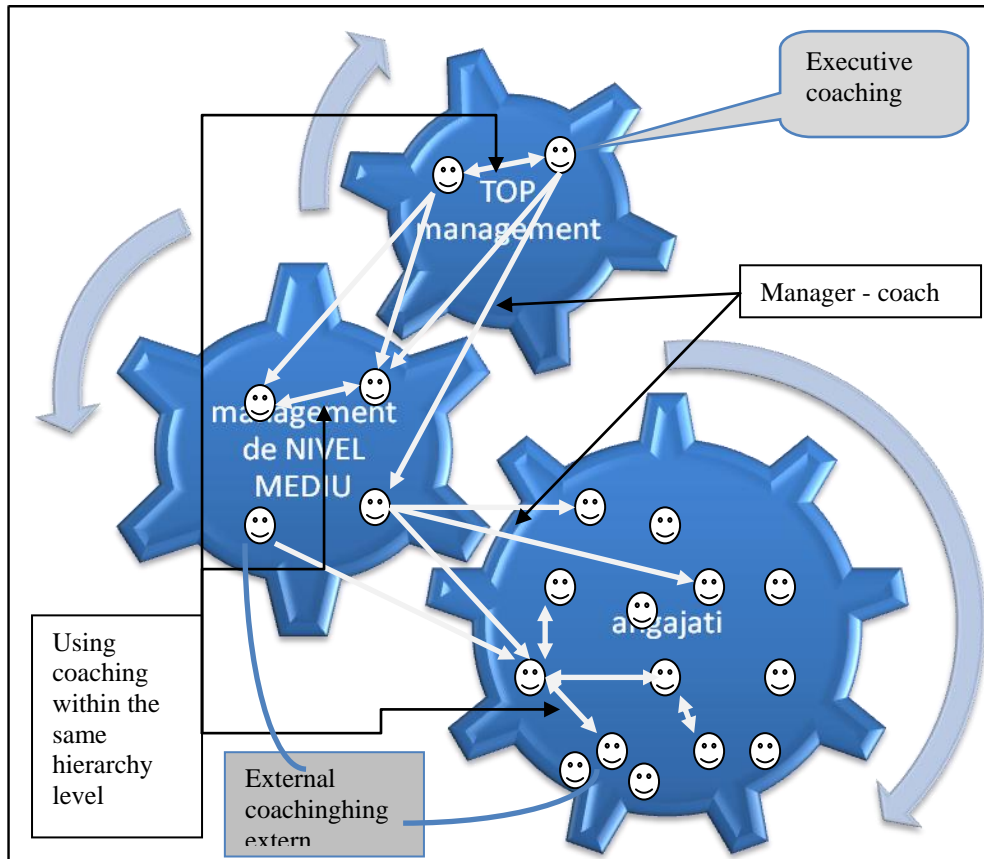 Executive
coaching
TOP
management
Manager - coach
management
de NIVEL
MEDIU
angajati
Using
coaching
within the
same
hierarchy
level
External
coachinghing
extern